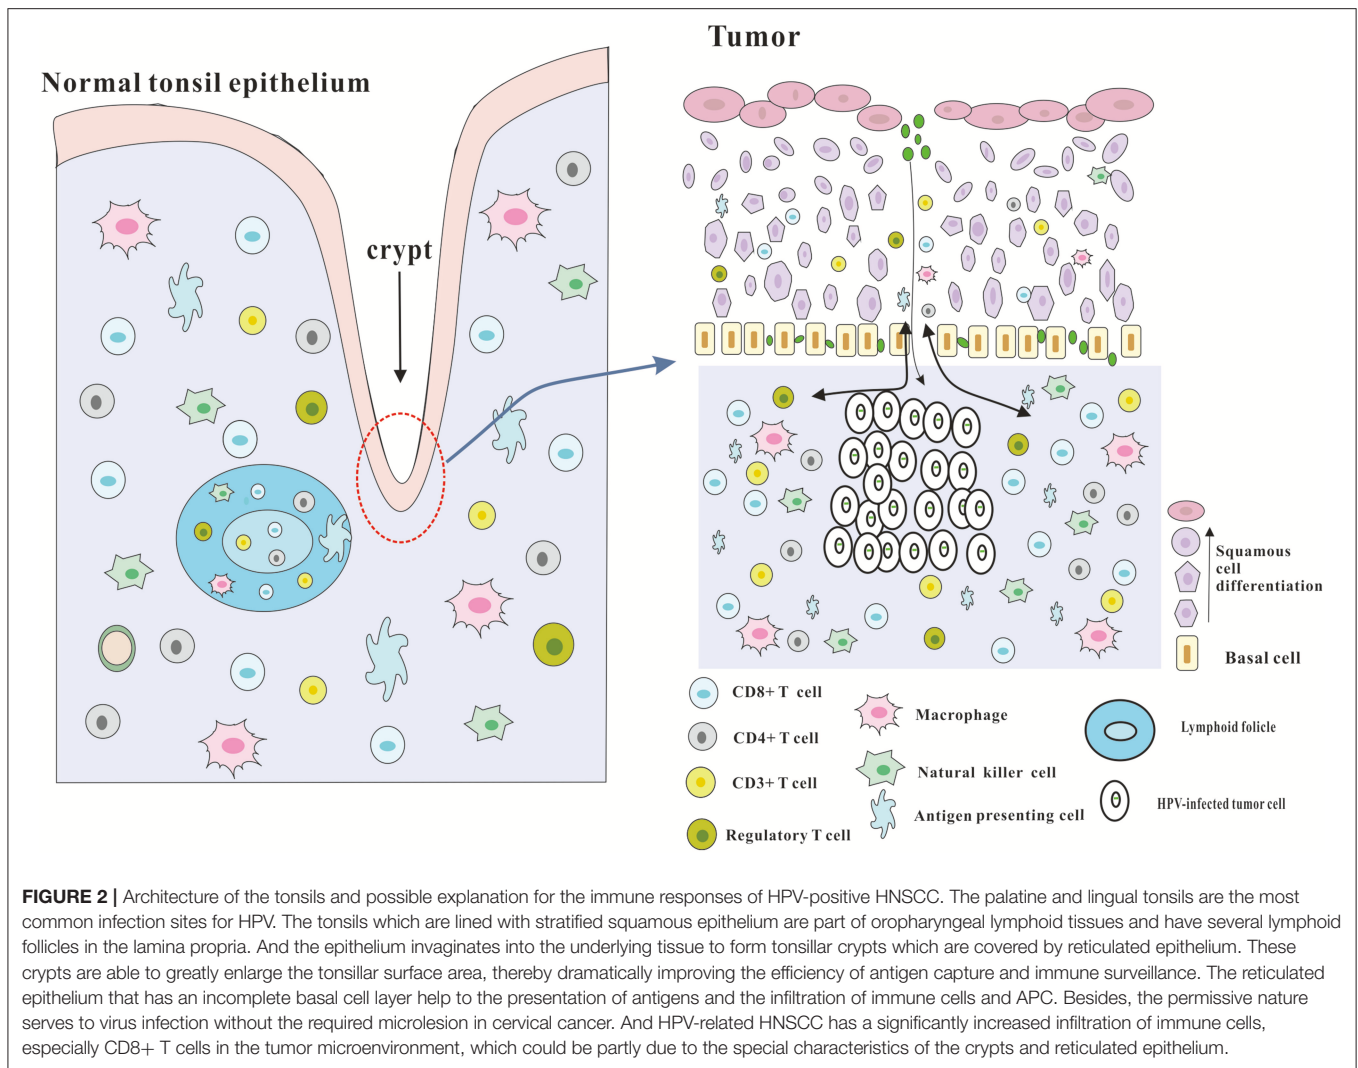 Tumor
Normal tonsil epithelium
crypt
Squamous
cell
differentiation
Basal cell
CD8+ T cell
CD4+ T cell
CD3+ T cell
Regulatory T cell
Macrophage
Natural killer cell
Antigen presenting cell
Lymphoid follicle
HPV-infected tumor cell
FIGURE 2 | Architecture of the tonsils and possible explanation for the immune responses of HPV-positive HNSCC. The palatine and lingual tonsils are the most
common infection sites for HPV. The tonsils which are lined with stratified squamous epithelium are part of oropharyngeal lymphoid tissues and have several lymphoid
follicles in the lamina propria. And the epithelium invaginates into the underlying tissue to form tonsillar crypts which are covered by reticulated epithelium. These
crypts are able to greatly enlarge the tonsillar surface area, thereby dramatically improving the efficiency of antigen capture and immune surveillance. The reticulated
epithelium that has an incomplete basal cell layer help to the presentation of antigens and the infiltration of immune cells and APC. Besides, the permissive nature
serves to virus infection without the required microlesion in cervical cancer. And HPV-related HNSCC has a significantly increased infiltration of immune cells,
especially CD8+ T cells in the tumor microenvironment, which could be partly due to the special characteristics of the crypts and reticulated epithelium.